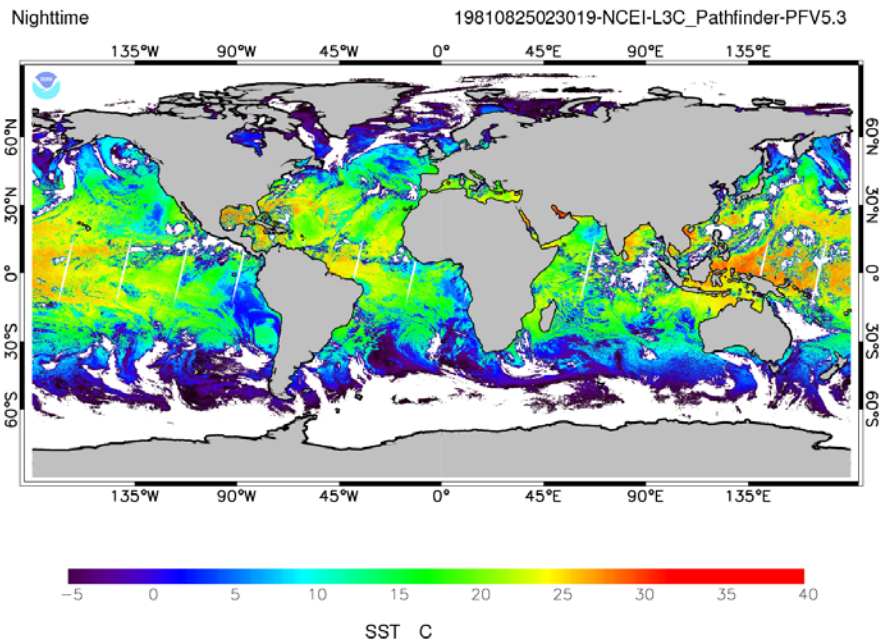 Nighttime 19810825023019-NCEI-L3C_Pathfinder-PFV5.3
135°W 90°W 45°W 0° 45°E 90°E 135°E
60°N 60°N
30°N 30°N
0° 0°
30°S 30°S
60°S 60°S
135°W 90°W 45°W 0° 45°E 90°E 135°E
−5 0 5 10 15 20 25 30 35 40
SST C